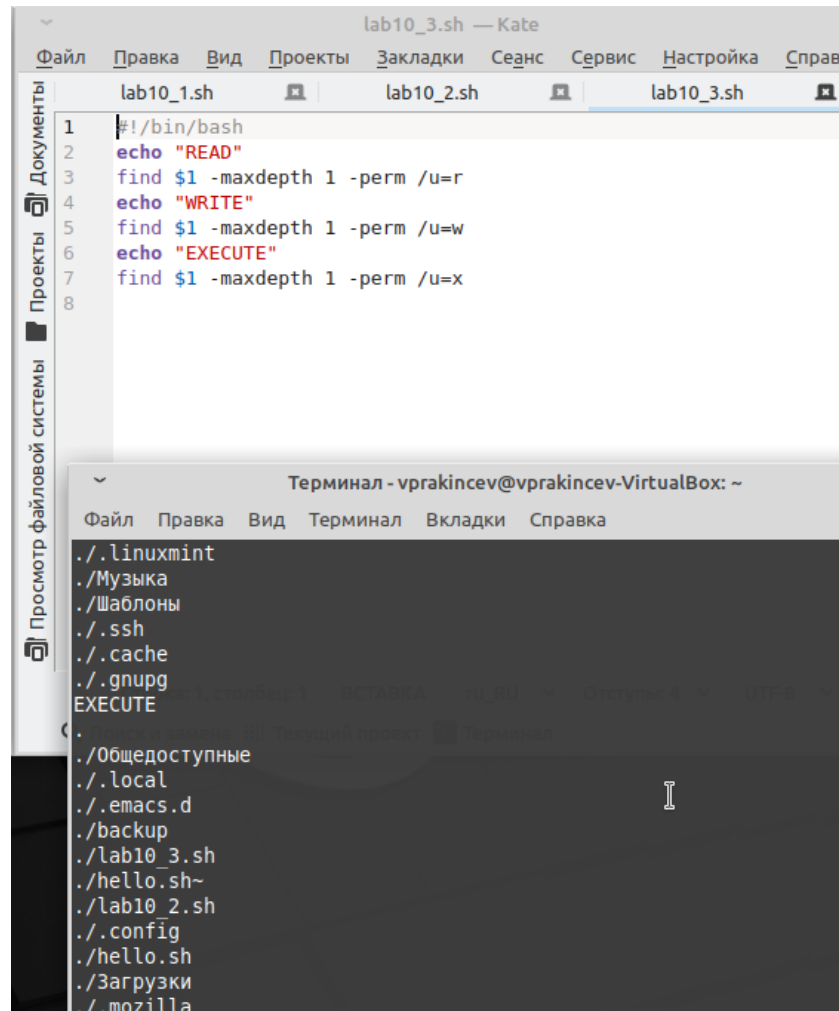 lab10_3.sh — Kate
Файл Правка Вид Проекты Закладки Сеанс Сервис Настройка Справ
lab10_1.sh lab10_2.sh lab10_3.sh
Документы
Проекты
Просмотр файловой системы
1 #!/bin/bash
2 echo "READ"
3 find $1 -maxdepth 1 -perm /u=r
4 echo "WRITE"
5 find $1 -maxdepth 1 -perm /u=w
6 echo "EXECUTE"
7 find $1 -maxdepth 1 -perm /u=x
8
Терминал - vprakincev@vprakincev-VirtualBox: ~
Файл Правка Вид Терминал Вкладки Справка
./.linuxmint
./Музыка
./Шаблоны
./.ssh
./.cache
./.gnupg
EXECUTE
.
./Общедоступные
./.local
./.emacs.d
./backup
./lab10_3.sh
./hello.sh~
./lab10_2.sh
./.config
./hello.sh
./Загрузки
./.mozilla